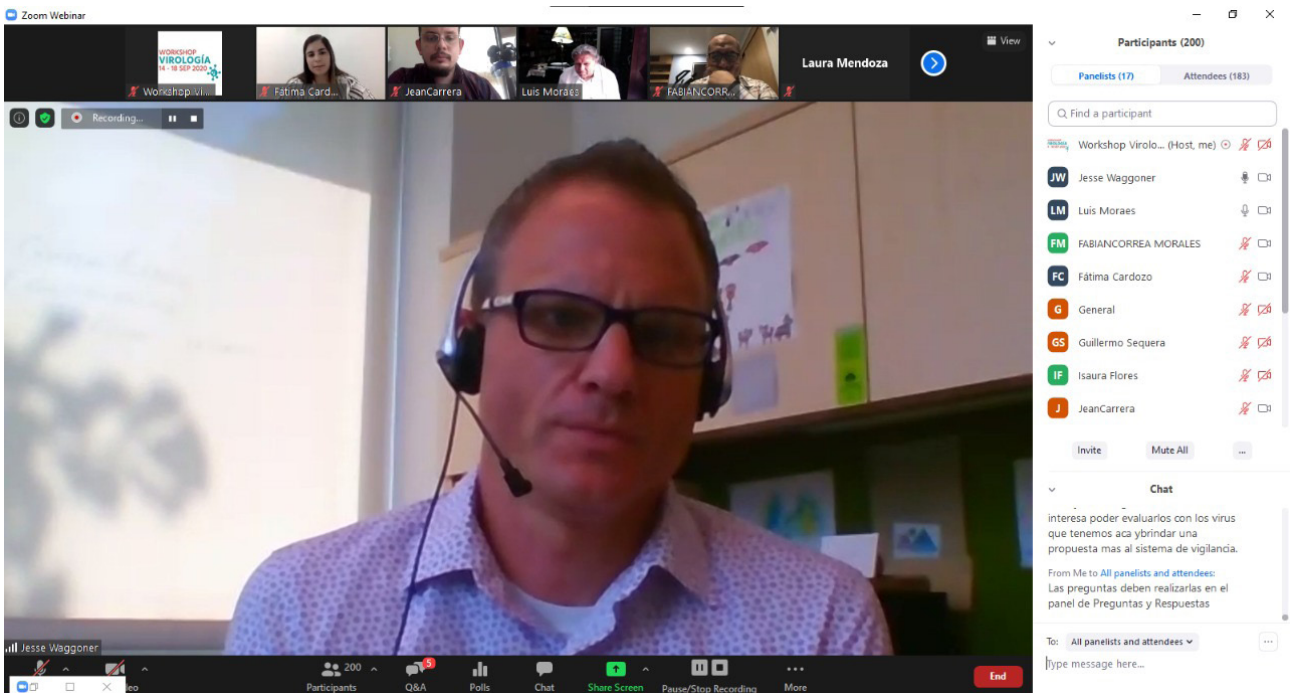 Zoom Webinar
WORKSHOP
VIROLOGÍA
14 - 18 SEP 2020
Workshop Vi...
Fátima Card...
JeanCarrera
Luis Moraes
FABIANCORR...
Laura Mendoza
View
Recording...
Jesse Waggoner
Participants (200)
Panelists (17)
Attendees (183)
Find a participant
Workshop Virolo... (Host, me)
JW Jesse Waggoner
LM Luis Moraes
FM FABIANCORREA MORALES
FC Fátima Cardozo
G General
GS Guillermo Sequera
IF Isaura Flores
J JeanCarrera
Invite
Mute All
...
Chat
interesa poder evaluarlos con los virus
que tenemos aca ybrindar una
propuesta mas al sistema de vigilancia.
From Me to All panelists and attendees:
Las preguntas deben realizarlas en el
panel de Preguntas y Respuestas
To: All panelists and attendees
Type message here...
200
Participants
5
Q&A
Polls
Chat
Share Screen
Pause/Stop Recording
More
End